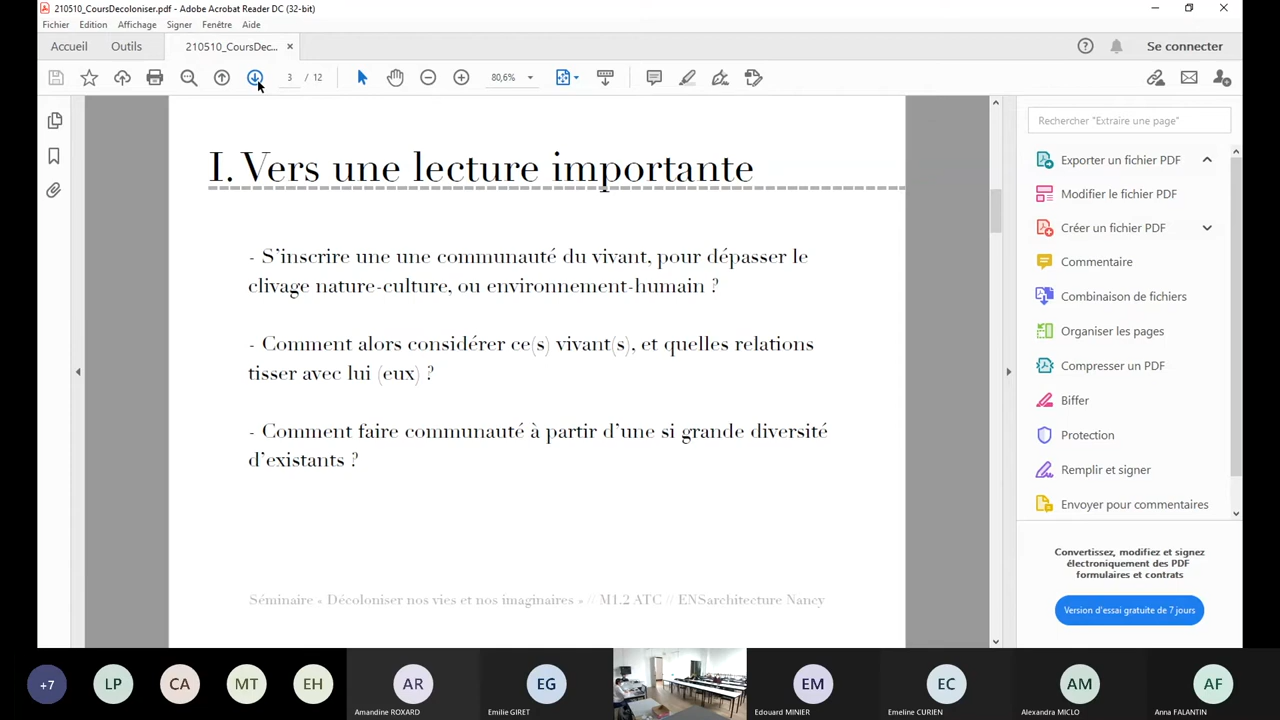 210510_CoursDecoloniser.pdf - Adobe Acrobat Reader DC (32-bit)
Fichier Edition Affichage Signer Fenêtre Aide
Accueil Outils 210510_CoursDec... × Se connecter
3 / 12 80,6%
I. Vers une lecture importante
- S'inscrire une une communauté du vivant, pour dépasser le
clivage nature-culture, ou environnement-humain ?
- Comment alors considérer ce(s) vivant(s), et quelles relations
tisser avec lui (eux) ?
- Comment faire communauté à partir d'une si grande diversité
d'existants ?
Séminaire « Décoloniser nos vies et nos imaginaires » // M1.2 ATC // ENSarchitecture Nancy
Rechercher "Extraire une page"
Exporter un fichier PDF
Modifier le fichier PDF
Créer un fichier PDF
Commentaire
Combinaison de fichiers
Organiser les pages
Compresser un PDF
Biffer
Protection
Remplir et signer
Envoyer pour commentaires
Convertissez, modifiez et signez
électroniquement des PDF
formulaires et contrats
Version d'essai gratuite de 7 jours
+7 LP CA MT EH AR EG EM EC AM AF
Amandine ROXARD Emilie GIRET Edouard MINIER Emeline CURIEN Alexandra MICLO Anna FALANTIN